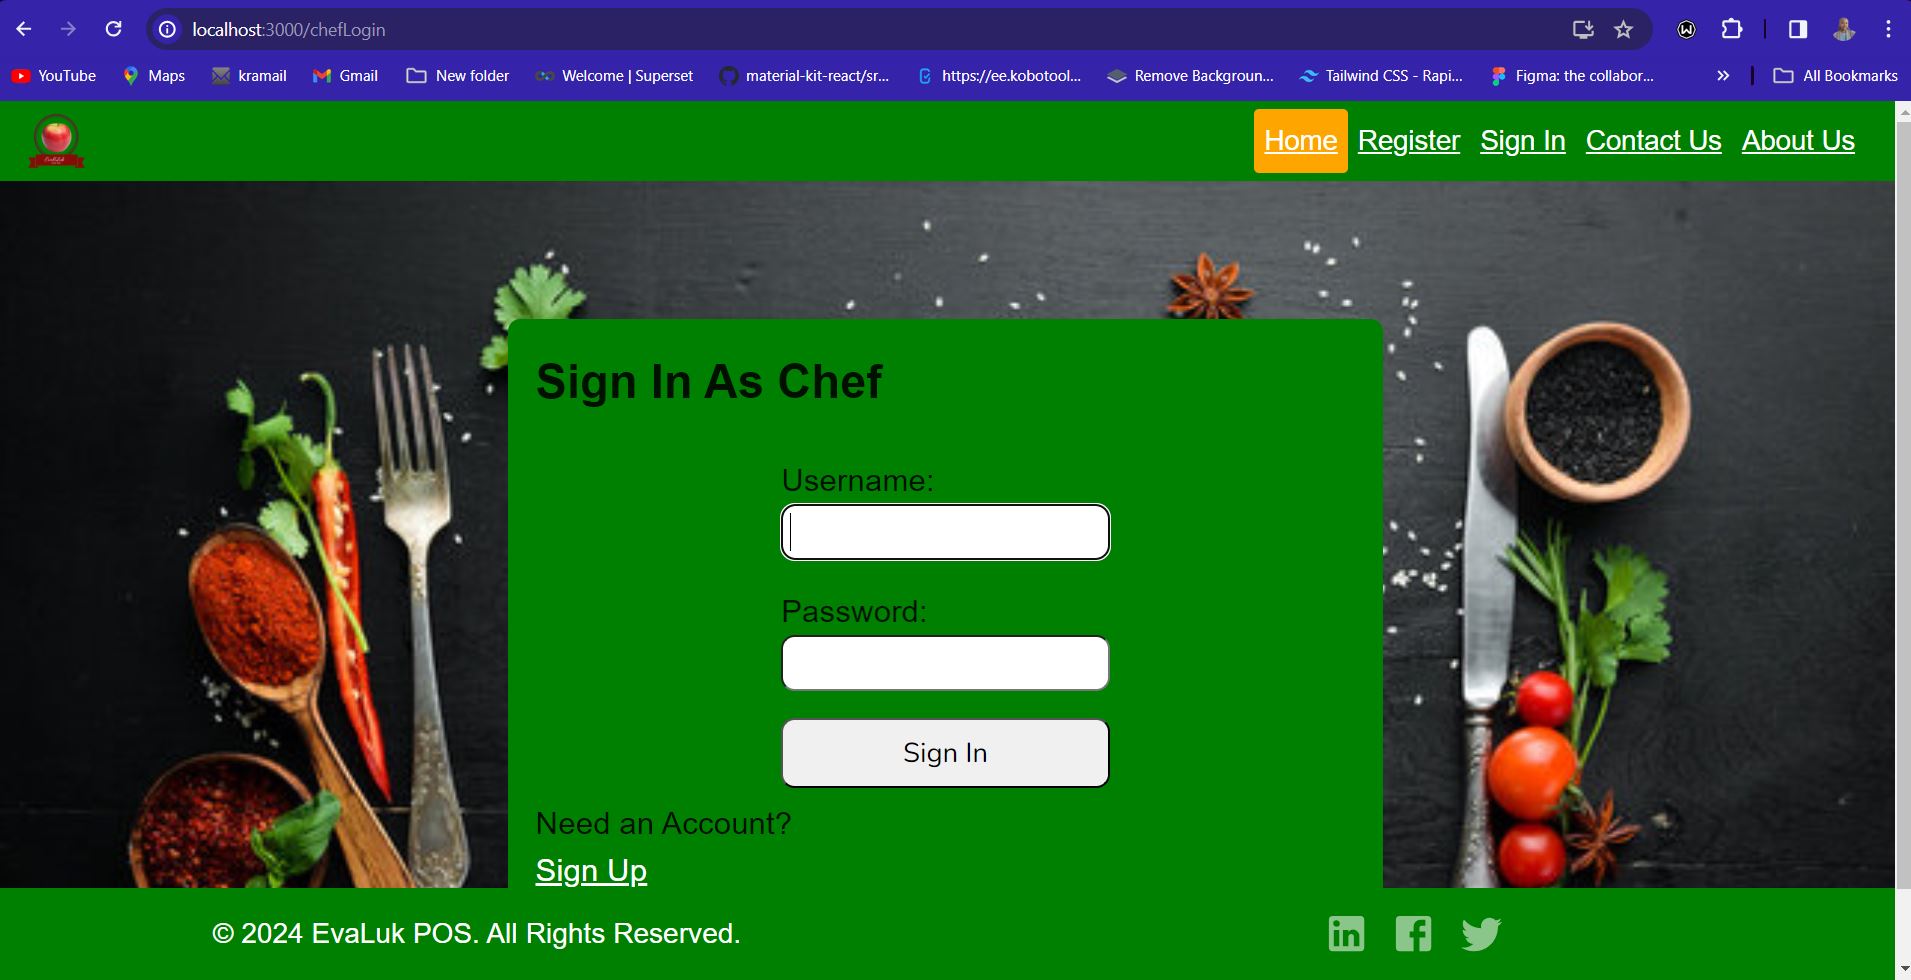 localhost:3000/chefLogin
YouTube
Maps
kramail
Gmail
New folder
Welcome | Superset
material-kit-react/sr...
https://ee.kobotool...
Remove Backgroun...
Tailwind CSS - Rapi...
Figma: the collabor...
»
All Bookmarks
Home
Register
Sign In
Contact Us
About Us
Sign In As Chef
Username:
Password:
Sign In
Need an Account?
Sign Up
© 2024 EvaLuk POS. All Rights Reserved.